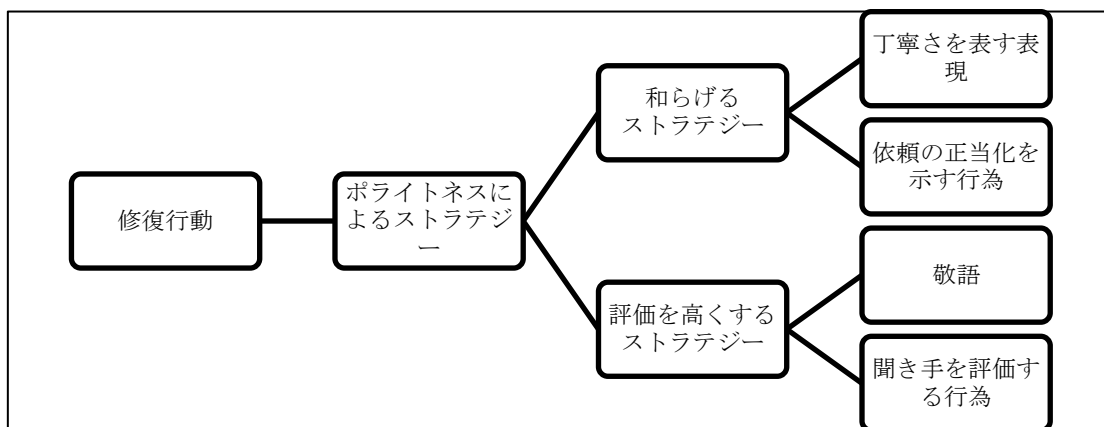 修復行動
ポライトネスに
よるストラテジ
ー
和らげる
ストラテジー
丁寧さを表す表
現
依頼の正当化を
示す行為
評価を高くする
ストラテジー
敬語
聞き手を評価す
る行為